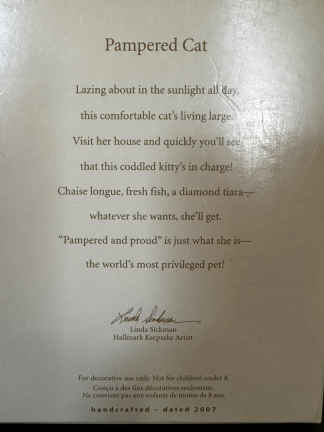 Pampered Cat
Lazing about in the sunlight all day,
this comfortable cat's living large.
Visit her house and quickly you'll see
that this coddled kitty's in charge!
Chaise longue, fresh fish, a diamond tiara—
whatever she wants, she'll get.
“Pampered and proud” is just what she is—
the world's most privileged pet!
Linda Sickman
Linda Sickman
Hallmark Keepsake Artist
For decorative use only. Not for children under 8.
Conçu à des fins décoratives seulement.
Ne convient pas aux enfants de moins de 8 ans.
handcrafted – dated 2007